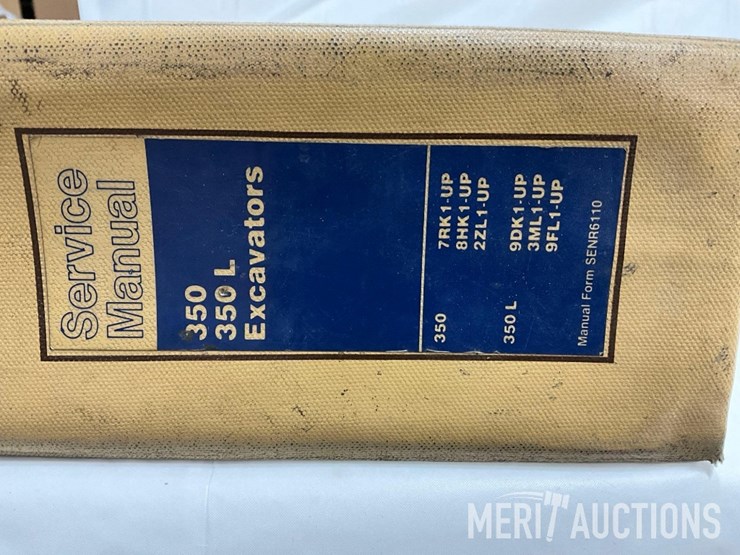 Service
Manual
350
350 L
Excavators
350 7RK1-UP
8HK1-UP
2ZL1-UP
350 L 9DK1-UP
3ML1-UP
9FL1-UP
Manual Form SENR6110
MERIT AUCTIONS